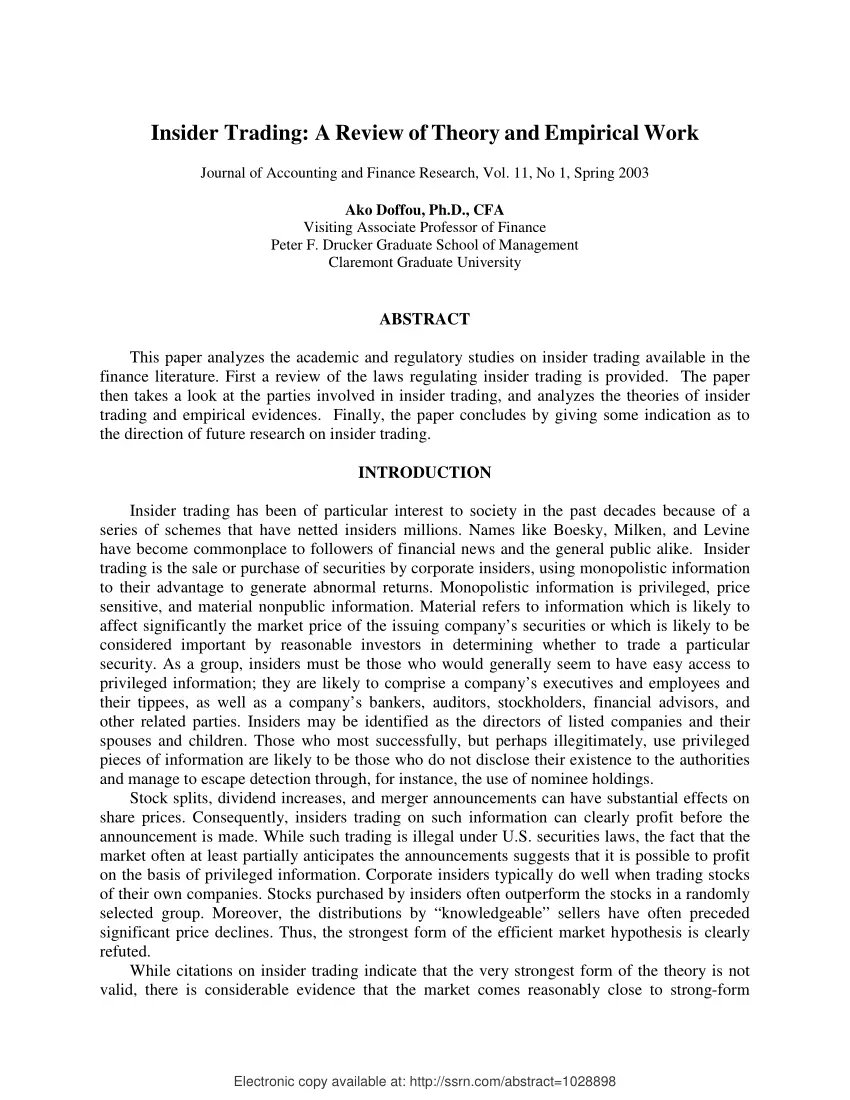 Insider Trading: A Review of Theory and Empirical Work
Journal of Accounting and Finance Research, Vol. 11, No 1, Spring 2003
Ako Doffou, Ph.D., CFA
Visiting Associate Professor of Finance
Peter F. Drucker Graduate School of Management
Claremont Graduate University
ABSTRACT
This paper analyzes the academic and regulatory studies on insider trading available in the
finance literature. First a review of the laws regulating insider trading is provided. The paper
then takes a look at the parties involved in insider trading, and analyzes the theories of insider
trading and empirical evidences. Finally, the paper concludes by giving some indication as to
the direction of future research on insider trading.
INTRODUCTION
Insider trading has been of particular interest to society in the past decades because of a
series of schemes that have netted insiders millions. Names like Boesky, Milken, and Levine
have become commonplace to followers of financial news and the general public alike. Insider
trading is the sale or purchase of securities by corporate insiders, using monopolistic information
to their advantage to generate abnormal returns. Monopolistic information is privileged, price
sensitive, and material nonpublic information. Material refers to information which is likely to
affect significantly the market price of the issuing company's securities or which is likely to be
considered important by reasonable investors in determining whether to trade a particular
security. As a group, insiders must be those who would generally seem to have easy access to
privileged information; they are likely to comprise a company's executives and employees and
their tippees, as well as a company's bankers, auditors, stockholders, financial advisors, and
other related parties. Insiders may be identified as the directors of listed companies and their
spouses and children. Those who most successfully, but perhaps illegitimately, use privileged
pieces of information are likely to be those who do not disclose their existence to the authorities
and manage to escape detection through, for instance, the use of nominee holdings.
Stock splits, dividend increases, and merger announcements can have substantial effects on
share prices. Consequently, insiders trading on such information can clearly profit before the
announcement is made. While such trading is illegal under U.S. securities laws, the fact that the
market often at least partially anticipates the announcements suggests that it is possible to profit
on the basis of privileged information. Corporate insiders typically do well when trading stocks
of their own companies. Stocks purchased by insiders often outperform the stocks in a randomly
selected group. Moreover, the distributions by “knowledgeable” sellers have often preceded
significant price declines. Thus, the strongest form of the efficient market hypothesis is clearly
refuted.
While citations on insider trading indicate that the very strongest form of the theory is not
valid, there is considerable evidence that the market comes reasonably close to strong-form
Electronic copy available at: http://ssrn.com/abstract=1028898